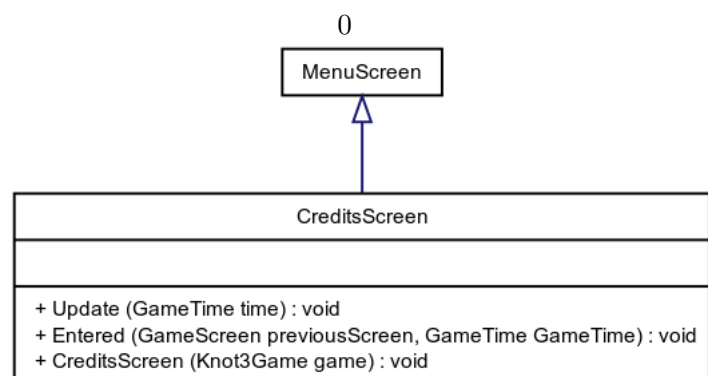 0
MenuScreen
CreditsScreen
+ Update (GameTime time) : void
+ Entered (GameScreen previousScreen, GameTime GameTime) : void
+ CreditsScreen (Knot3Game game) : void